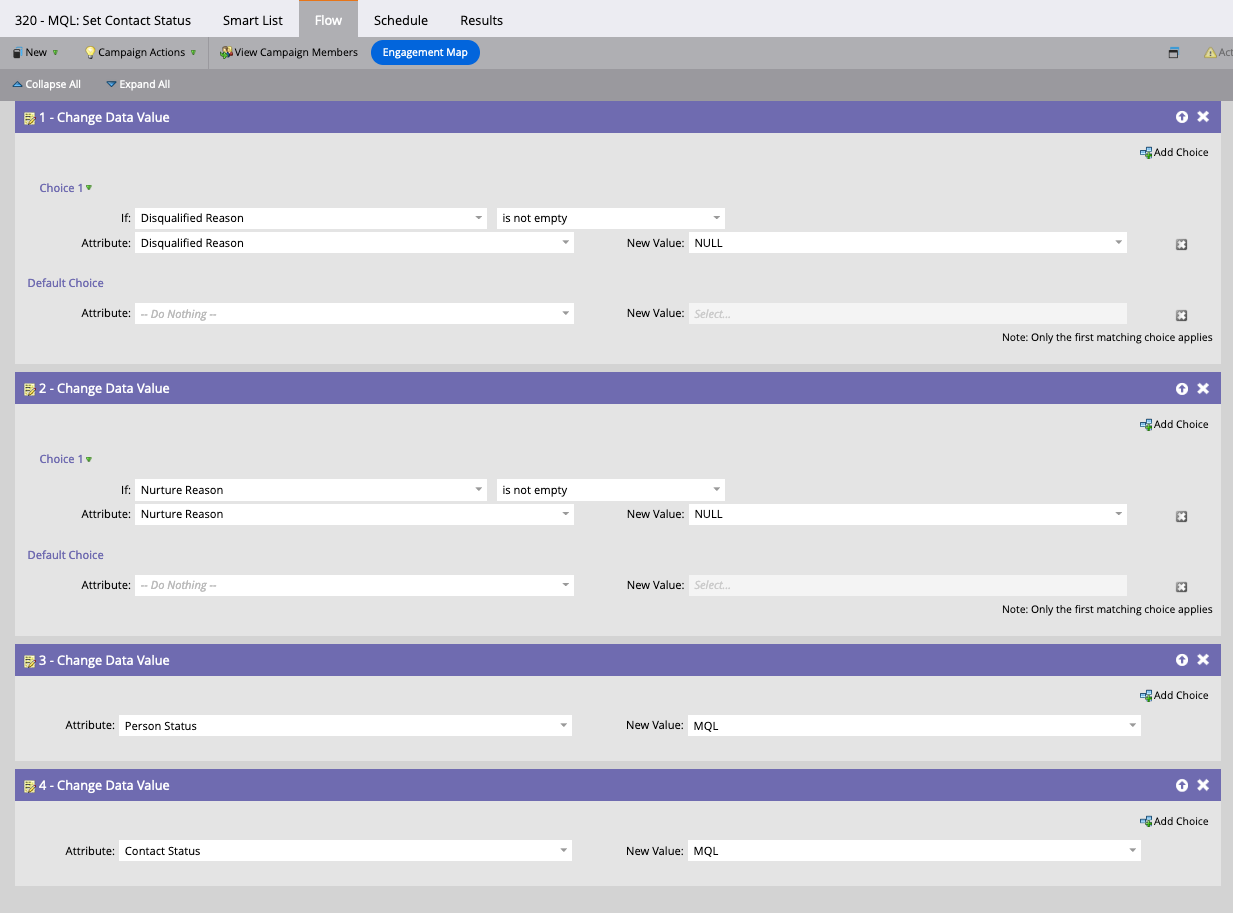 320 - MQL: Set Contact Status Smart List Flow Schedule Results
New Campaign Actions View Campaign Members Engagement Map Act
Collapse All Expand All
1 - Change Data Value
Add Choice
Choice 1
If: Disqualified Reason is not empty
Attribute: Disqualified Reason New Value: NULL
Default Choice
Attribute: -- Do Nothing -- New Value: Select...
Note: Only the first matching choice applies
2 - Change Data Value
Add Choice
Choice 1
If: Nurture Reason is not empty
Attribute: Nurture Reason New Value: NULL
Default Choice
Attribute: -- Do Nothing -- New Value: Select...
Note: Only the first matching choice applies
3 - Change Data Value
Add Choice
Attribute: Person Status New Value: MQL
4 - Change Data Value
Add Choice
Attribute: Contact Status New Value: MQL